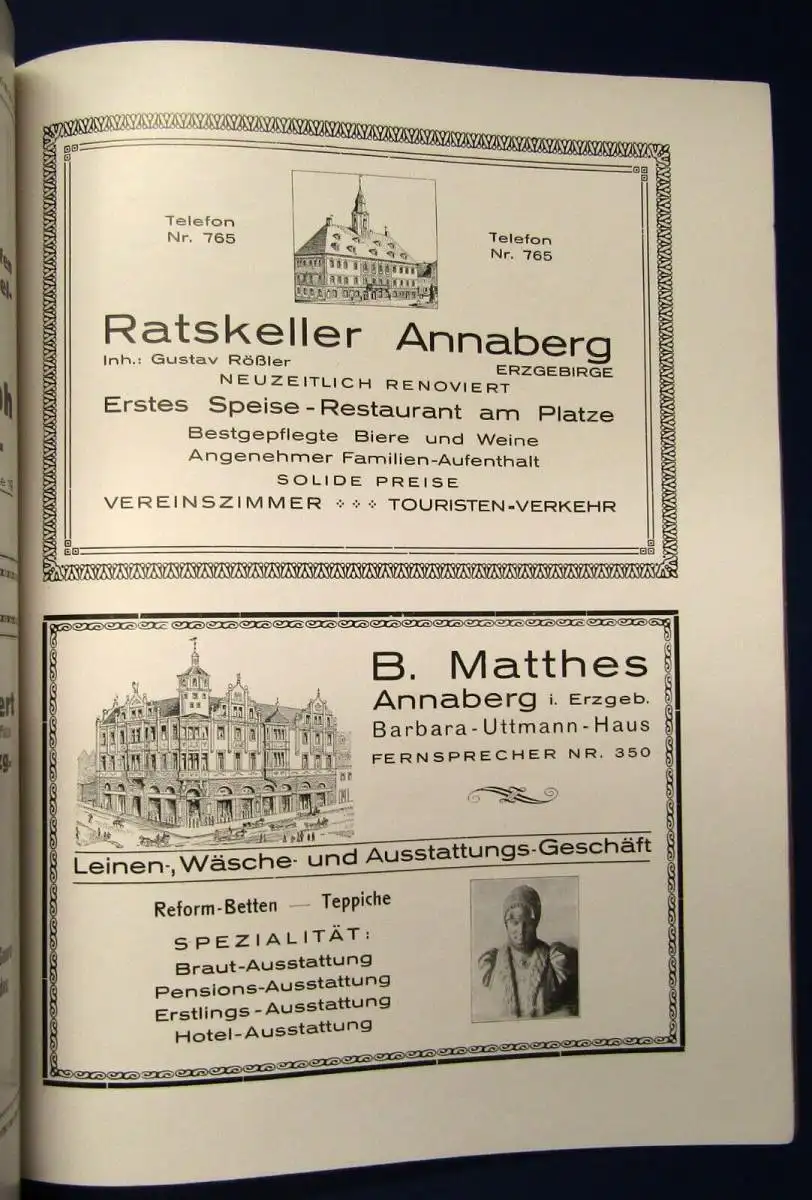 Telefon
Nr. 765
Telefon
Nr. 765
Ratskeller Annaberg
Inh.: Gustav Rößler
ERZGEBIRGE
NEUZEITLICH RENOVIERT
Erstes Speise-Restaurant am Platze
Bestgepflegte Biere und Weine
Angenehmer Familien-Aufenthalt
SOLIDE PREISE
VEREINSZIMMER TOURISTEN-VERKEHR
B. Matthes
Annaberg i. Erzgeb.
Barbara-Uttmann-Haus
FERNSPRECHER NR. 350
Leinen-, Wäsche- und Ausstattungs-Geschäft
Reform-Betten — Teppiche
SPEZIALITÄT:
Braut-Ausstattung
Pensions-Ausstattung
Erstlings-Ausstattung
Hotel-Ausstattung